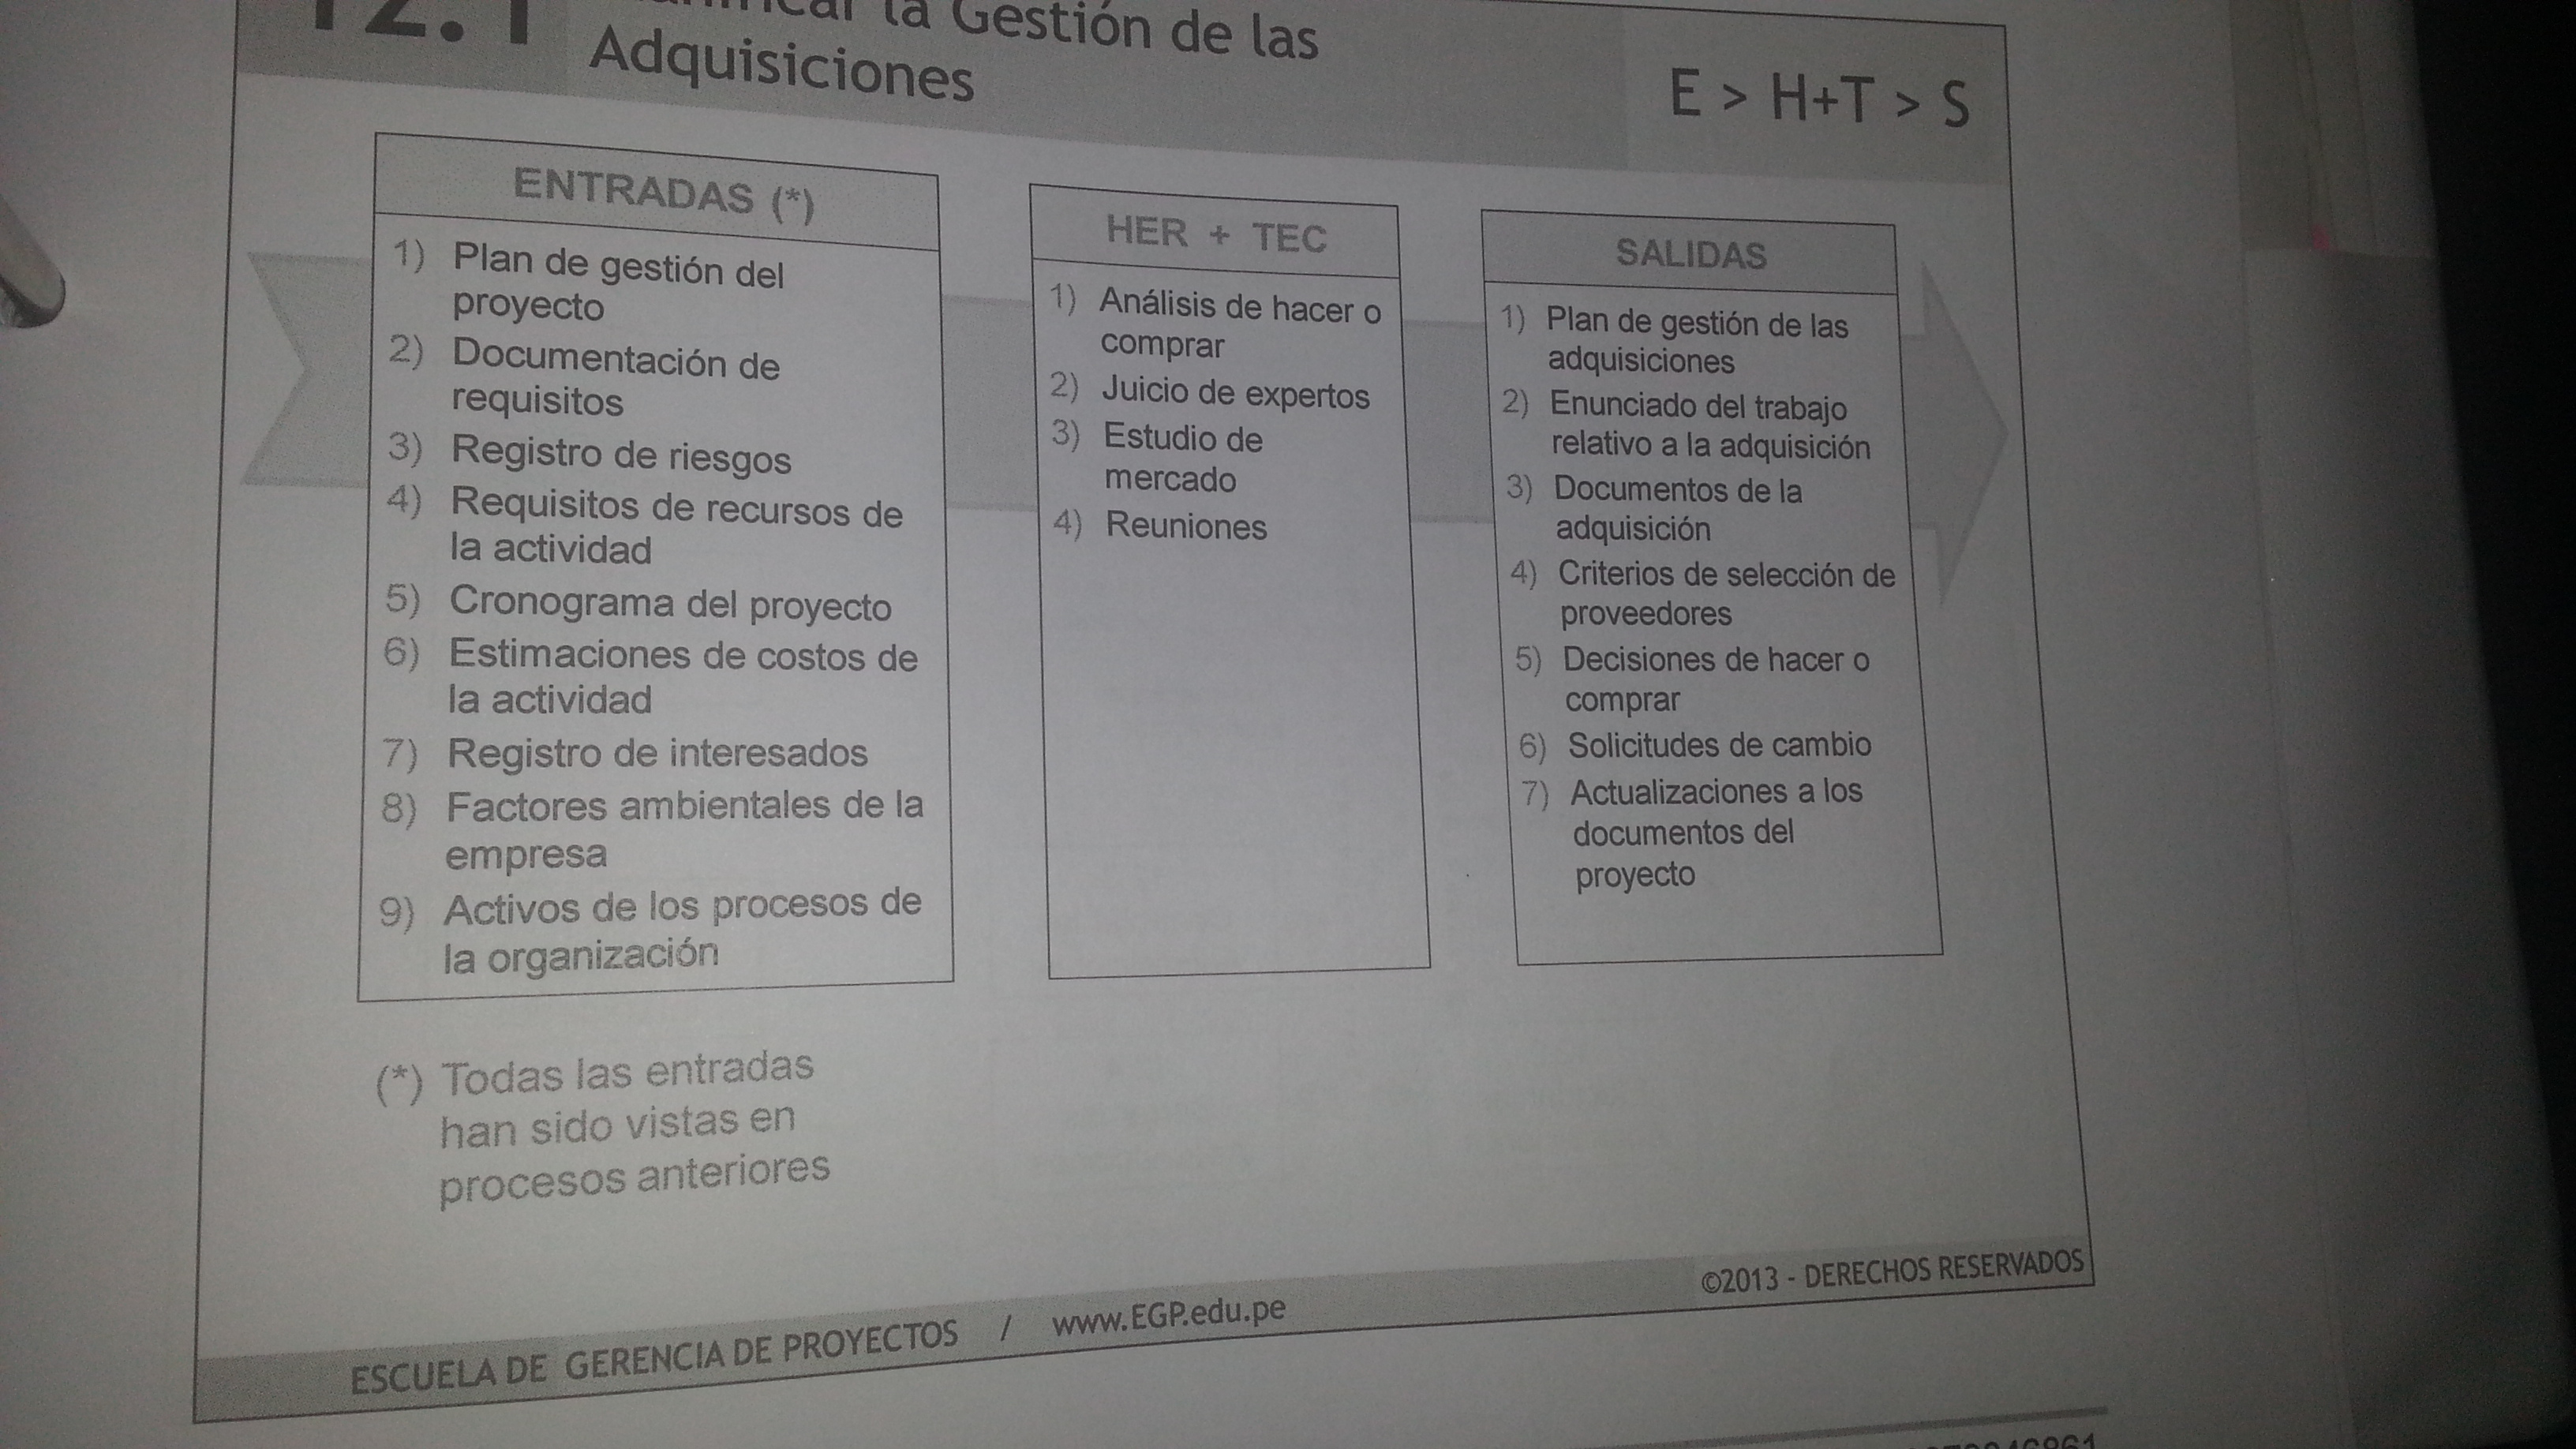 12.1
la Gestión de las
Adquisiciones
E > H+T > S
ENTRADAS (*)
1) Plan de gestión del
proyecto
2) Documentación de
requisitos
3) Registro de riesgos
4) Requisitos de recursos de
la actividad
5) Cronograma del proyecto
6) Estimaciones de costos de
la actividad
7) Registro de interesados
8) Factores ambientales de la
empresa
9) Activos de los procesos de
la organización
HER + TEC
1) Análisis de hacer o
comprar
2) Juicio de expertos
3) Estudio de
mercado
4) Reuniones
SALIDAS
1) Plan de gestión de las
adquisiciones
2) Enunciado del trabajo
relativo a la adquisición
3) Documentos de la
adquisición
4) Criterios de selección de
proveedores
5) Decisiones de hacer o
comprar
6) Solicitudes de cambio
7) Actualizaciones a los
documentos del
proyecto
(*) Todas las entradas
han sido vistas en
procesos anteriores
ESCUELA DE GERENCIA DE PROYECTOS / www.EGP.edu.pe
©2013 - DERECHOS RESERVADOS